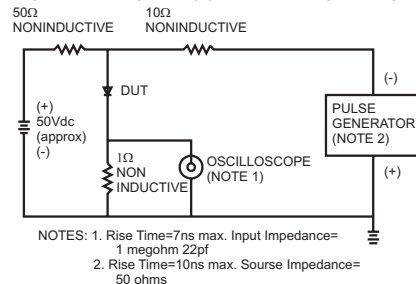 50Ω
NONINDUCTIVE
10Ω
NONINDUCTIVE
DUT
(+)
50Vdc
(approx)
(-)
1Ω
NON
INDUCTIVE
OSCILLOSCOPE
(NOTE 1)
(-)
PULSE
GENERATOR
(NOTE 2)
(+)
NOTES: 1. Rise Time=7ns max. Input Impedance=
1 megohm 22pf
2. Rise Time=10ns max. Sourse Impedance=
50 ohms